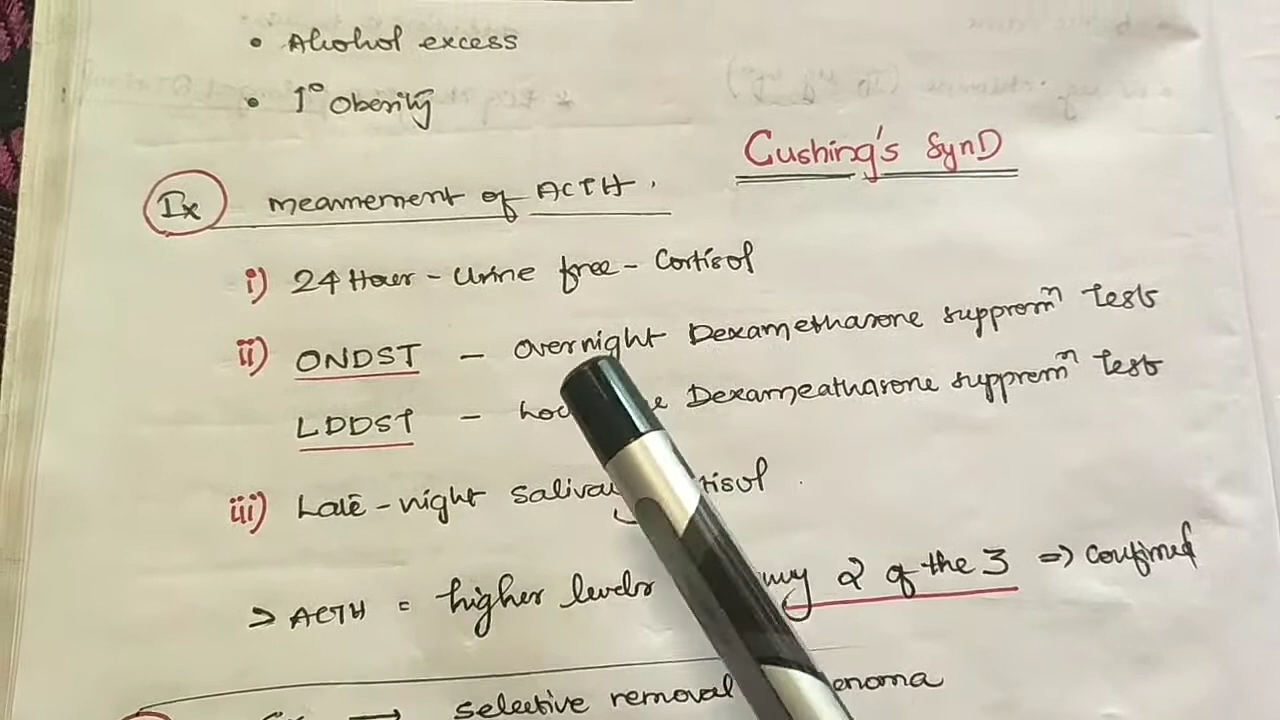 • Alcohol excess
• 1° Obesity
Cushing's SynD
Ix measurement of ACTH.
i) 24 Hour - Urine free - Cortisol
ii) ONDST - Overnight Dexamethasone suppressⁿ Tests
LDDST - Dexameathasone suppressⁿ Test
iii) Late - night
> ACTH = higher levels 2 of the 3 => confirmed
→ selective removal